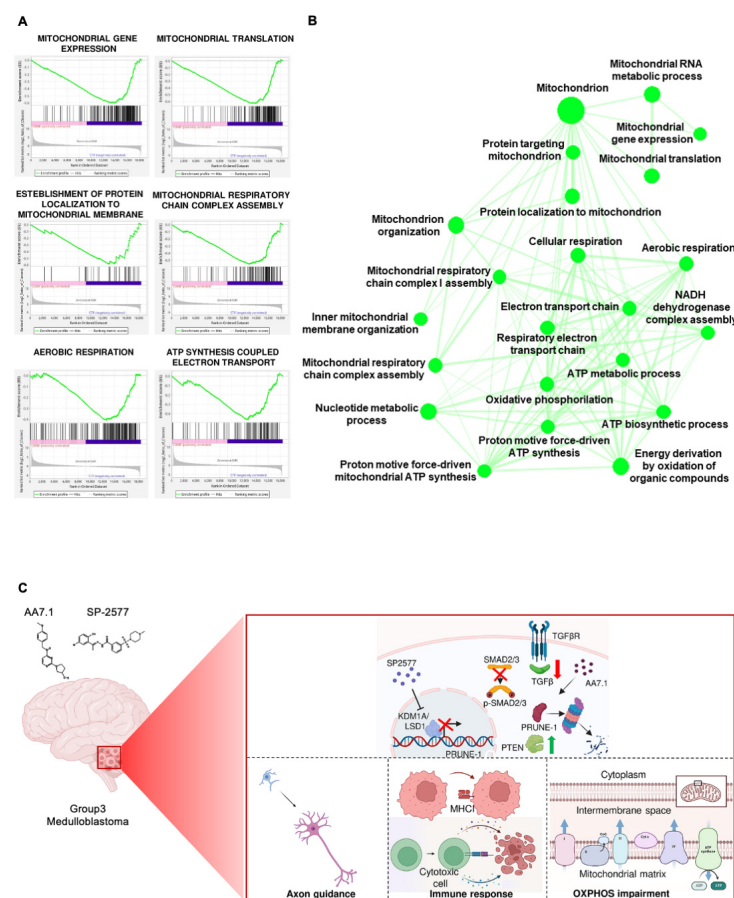 A
B
MITOCHONDRIAL GENE
EXPRESSION
MITOCHONDRIAL TRANSLATION
ESTEBLISHMENT OF PROTEIN
LOCALIZATION TO
MITOCHONDRIAL MEMBRANE
MITOCHONDRIAL RESPIRATORY
CHAIN COMPLEX ASSEMBLY
AEROBIC RESPIRATION
ATP SYNTHESIS COUPLED
ELECTRON TRANSPORT
Mitochondrial RNA
metabolic process
Mitochondrion
Mitochondrial
gene expression
Protein targeting
mitochondrion
Mitochondrial translation
Protein localization to mitochondrion
Mitochondrion
organization
Cellular respiration
Aerobic respiration
Mitochondrial respiratory
chain complex I assembly
NADH
dehydrogenase
complex assembly
Electron transport chain
Inner mitochondrial
membrane organization
Respiratory electron
transport chain
Mitochondrial respiratory
chain complex assembly
ATP metabolic process
Oxidative phosphorilation
Nucleotide metabolic
process
ATP biosynthetic process
Proton motive force-driven
ATP synthesis
Energy derivation
by oxidation of
organic compounds
Proton motive force-driven
mitochondrial ATP synthesis
C
AA7.1
SP-2577
Group3
Medulloblastoma
TGFβR
SP2577
SMAD2/3
TGFβ
AA7.1
p-SMAD2/3
KDM1A/
LSD1
PRUNE-1
PTEN
PRUNE-1
MHCI
Cytotoxic
cell
Cytoplasm
Intermembrane space
Mitochondrial matrix
Axon guidance
Immune response
OXPHOS impairment